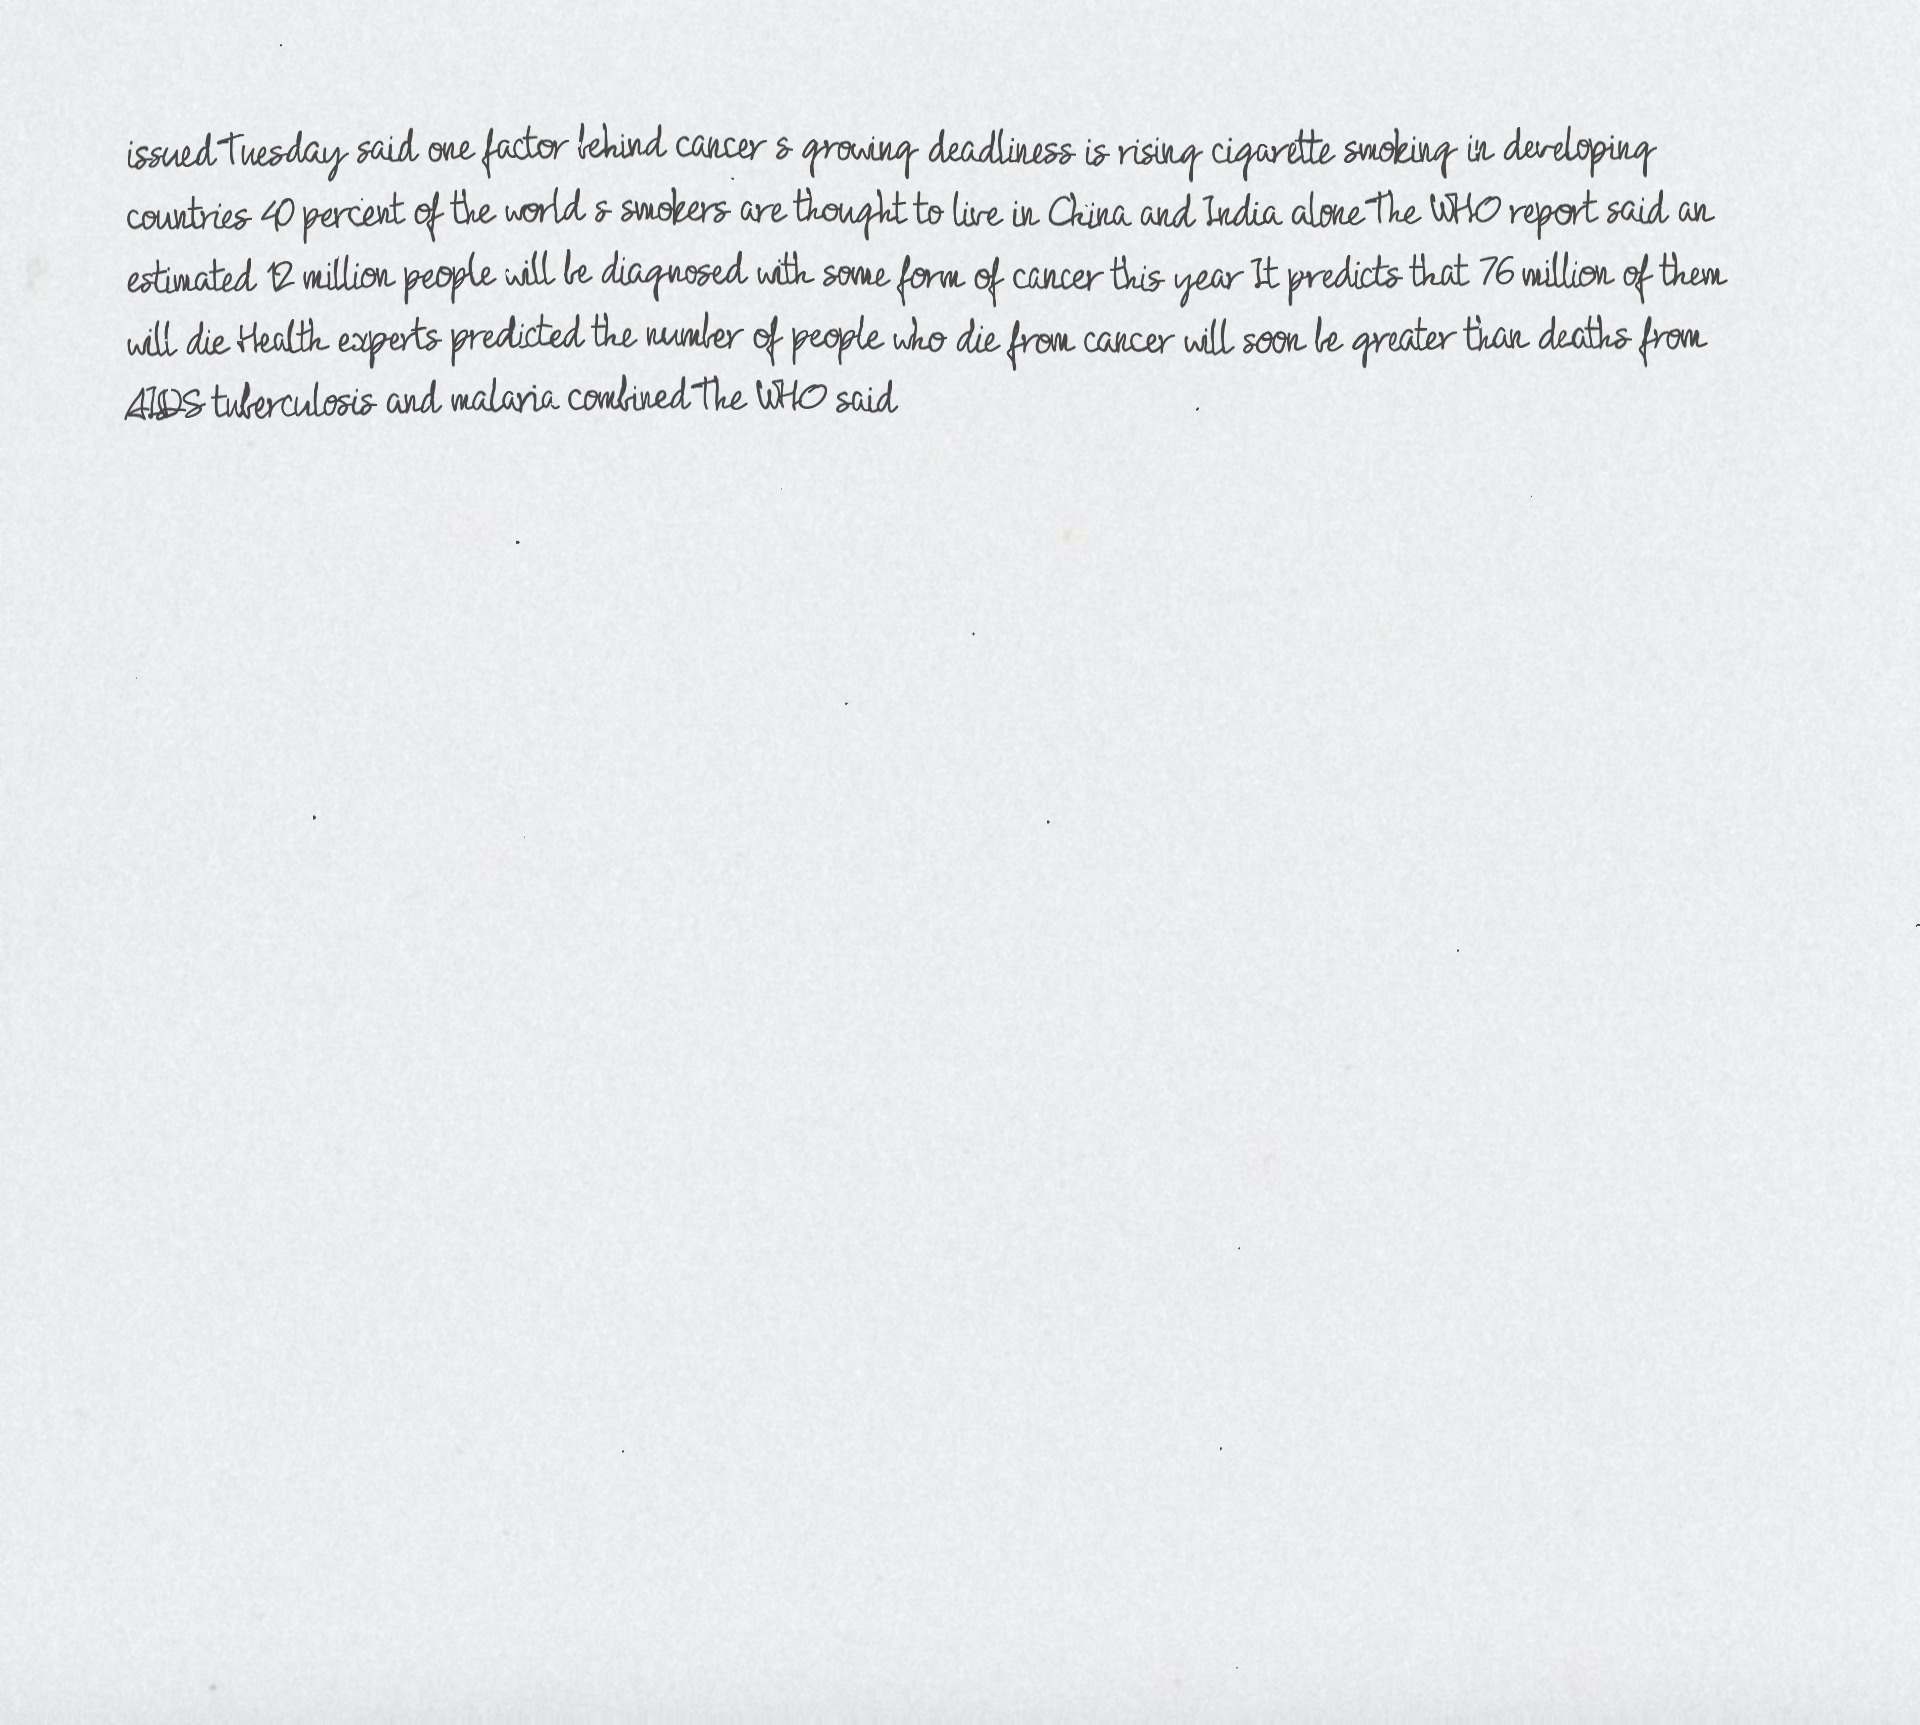 issued Tuesday said one factor behind cancer s growing deadliness is rising cigarette smoking in developing
countries 40 percent of the world s smokers are thought to live in China and India alone The WHO report said an
estimated 12 million people will be diagnosed with some form of cancer this year It predicts that 76 million of them
will die Health experts predicted the number of people who die from cancer will soon be greater than deaths from
AIDS tuberculosis and malaria combined The WHO said